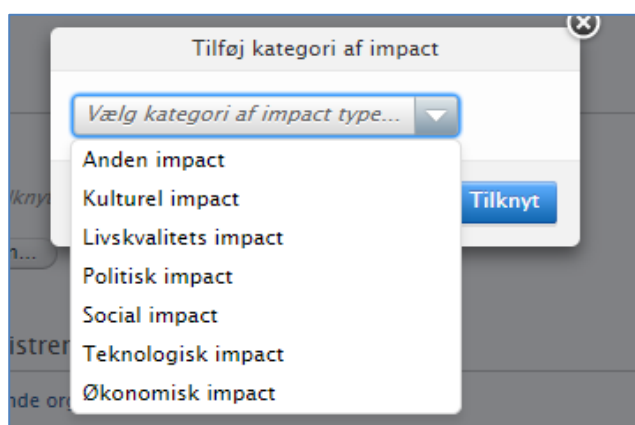 Tilføj kategori af impact
Vælg kategori af impact type...
Anden impact
Kulturel impact
Livskvalitets impact
Politisk impact
Social impact
Teknologisk impact
Økonomisk impact
Tilknyt